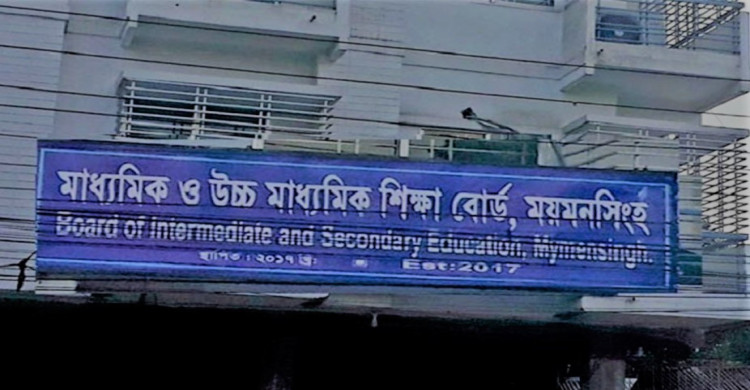 মাধ্যমিক ও উচ্চ মাধ্যমিক শিক্ষা বোর্ড, ময়মনসিংহ
Board of Intermediate and Secondary Education, Mymensingh.
স্থাপিত : ২০১৭ খ্রি: Est:2017